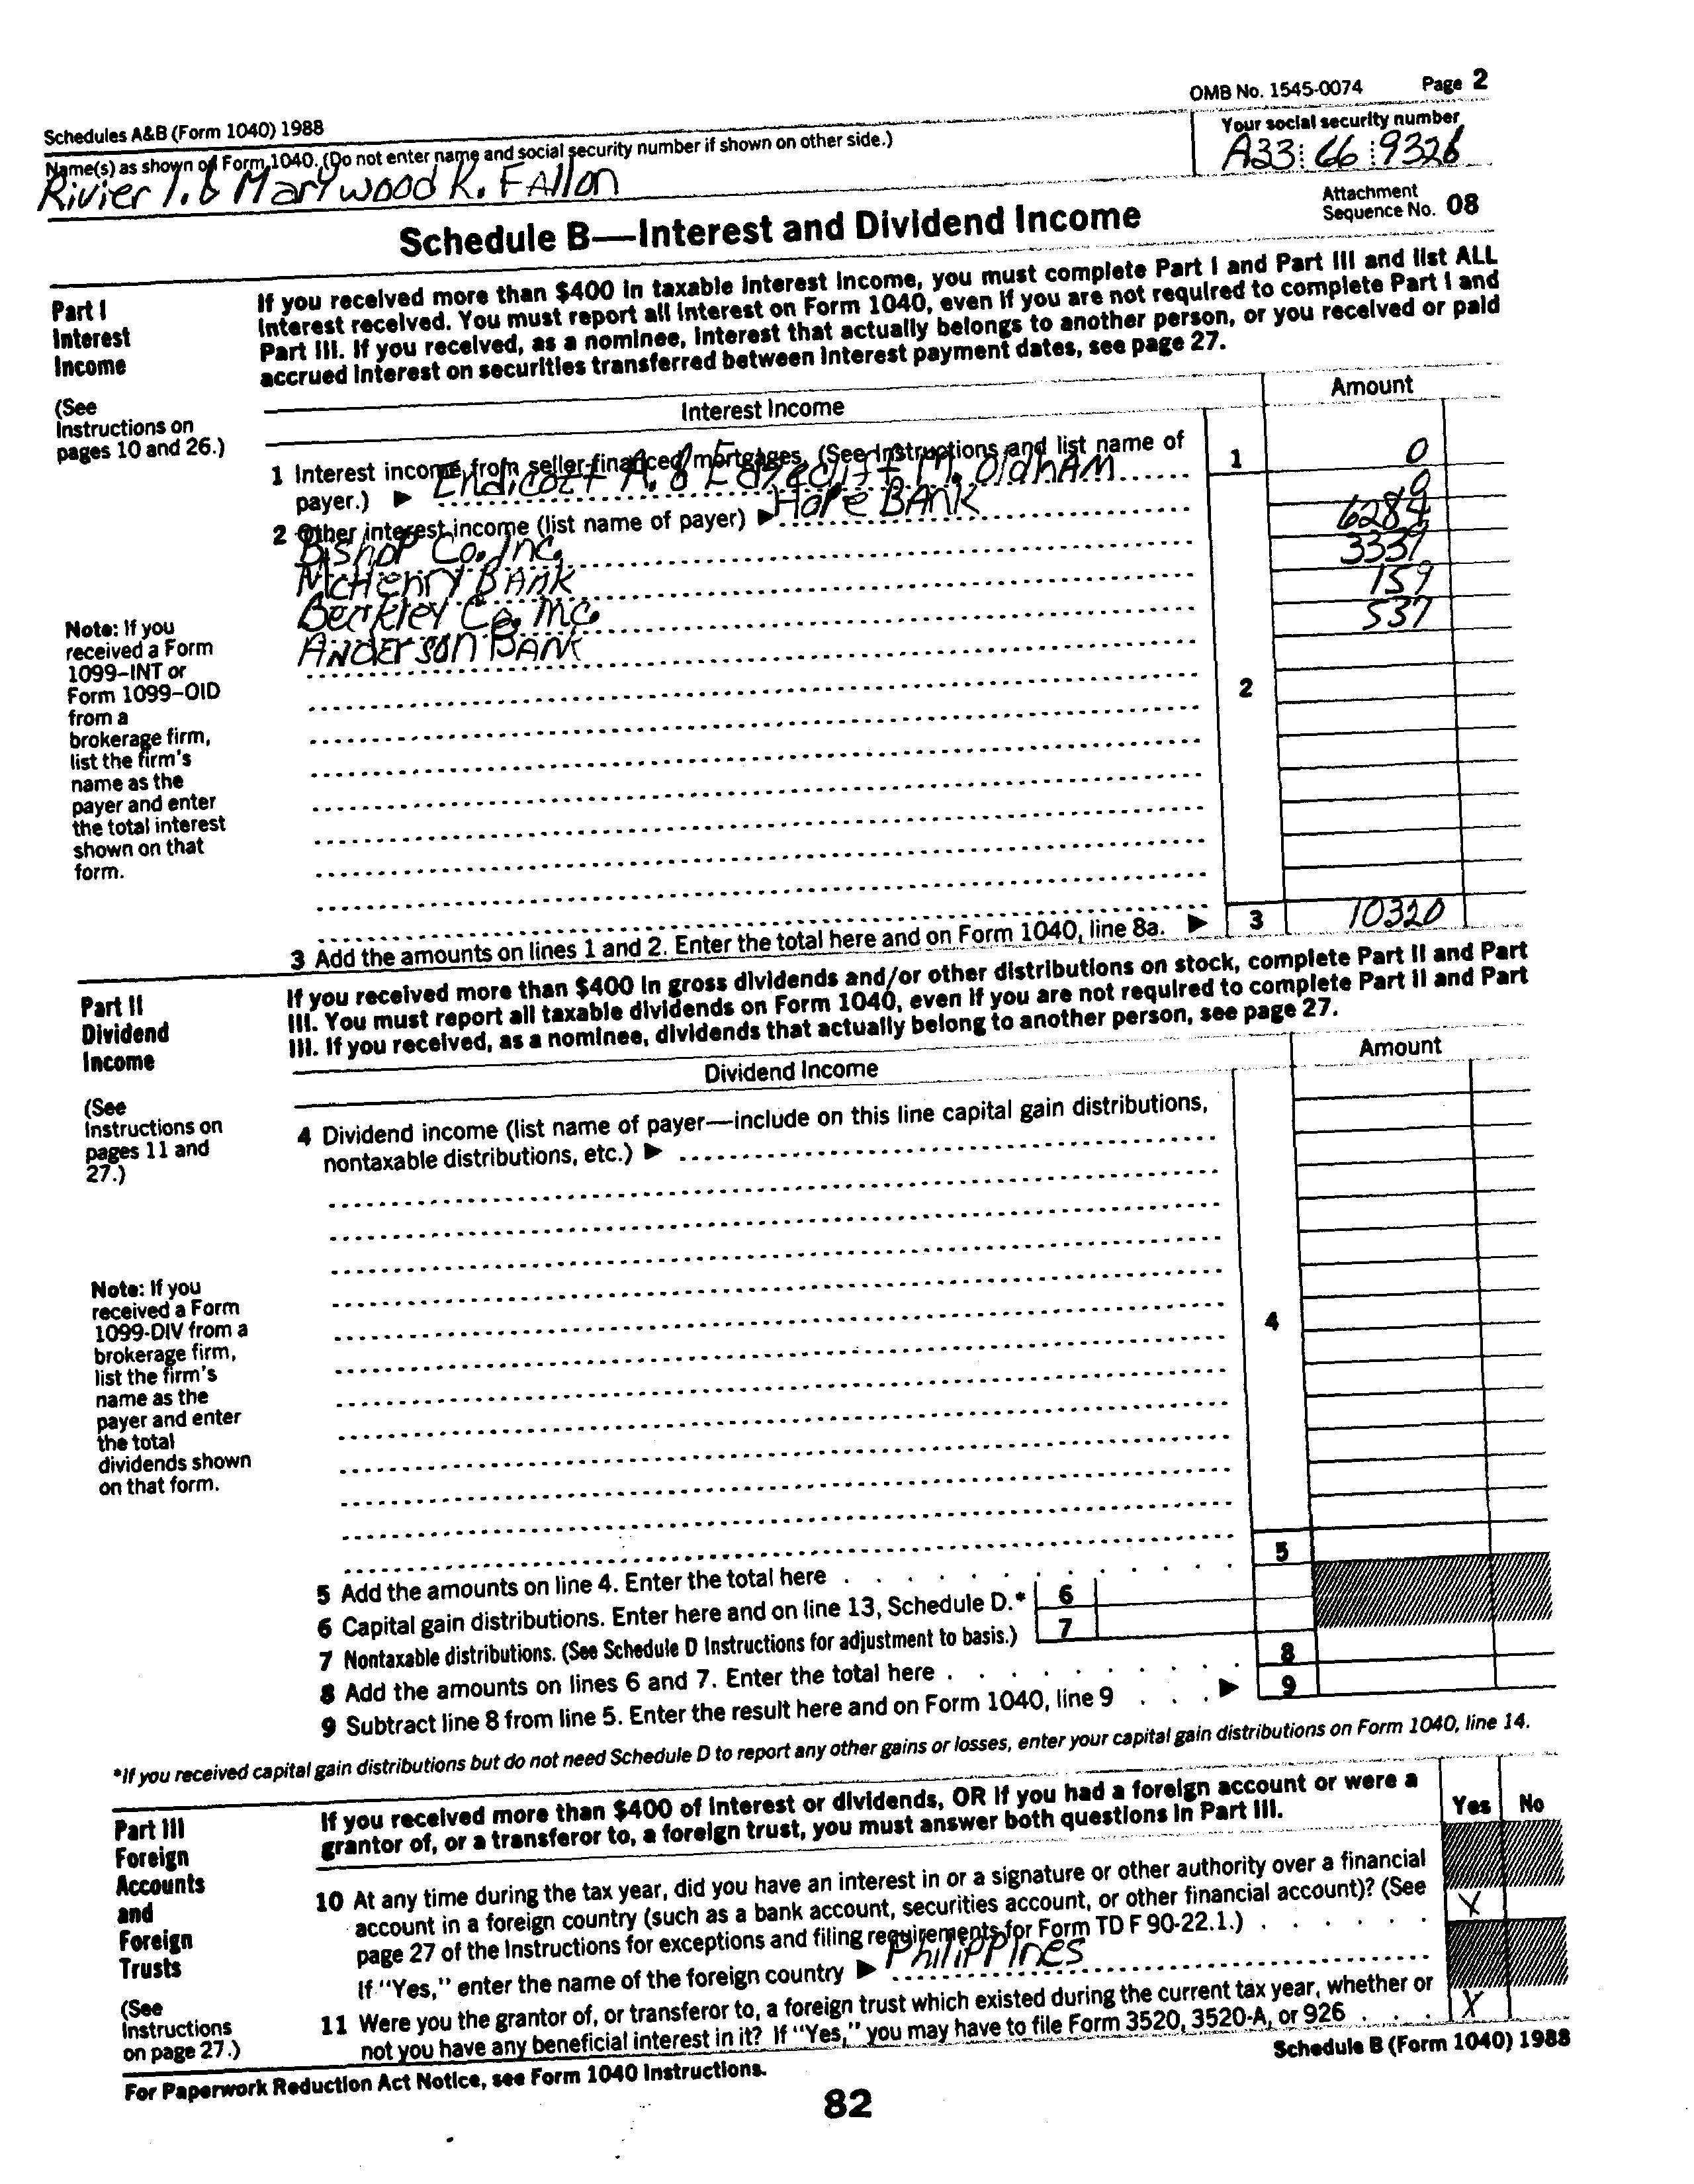 OMB No. 1545-0074 Page 2
Schedules A&B (Form 1040) 1988
Name(s) as shown on Form 1040. (Do not enter name and social security number if shown on other side.)
Your social security number
Rivier I. & Marywood R. Fallon
A33 66 9326
Attachment
Sequence No. 08
Schedule B—Interest and Dividend Income
Part I
Interest
Income
(See
Instructions on
pages 10 and 26.)
If you received more than $400 in taxable interest income, you must complete Part I and Part III and list ALL
interest received. You must report all interest on Form 1040, even if you are not required to complete Part I and
Part III. If you received, as a nominee, interest that actually belongs to another person, or you received or paid
accrued interest on securities transferred between interest payment dates, see page 27.
Interest Income
Amount
1 Interest income from seller-financed mortgages. (See Instructions and list name of
payer.) ▶ Endicott A. & M. Oldham
1 0
2 Other interest income (list name of payer) ▶ Hope Bank
0
Bishop Co. Inc. 6284
McHenry Bank 3337
Berkley Co. Inc. 159
Anderson Bank 537
2
Note: If you
received a Form
1099–INT or
Form 1099–OID
from a
brokerage firm,
list the firm's
name as the
payer and enter
the total interest
shown on that
form.
3 Add the amounts on lines 1 and 2. Enter the total here and on Form 1040, line 8a. ▶ 3 10320
Part II
Dividend
Income
(See
Instructions on
pages 11 and
27.)
If you received more than $400 in gross dividends and/or other distributions on stock, complete Part II and Part
III. You must report all taxable dividends on Form 1040, even if you are not required to complete Part II and Part
III. If you received, as a nominee, dividends that actually belong to another person, see page 27.
Dividend Income
Amount
4 Dividend income (list name of payer—include on this line capital gain distributions,
nontaxable distributions, etc.) ▶
4
Note: If you
received a Form
1099-DIV from a
brokerage firm,
list the firm's
name as the
payer and enter
the total
dividends shown
on that form.
5 Add the amounts on line 4. Enter the total here 5
6 Capital gain distributions. Enter here and on line 13, Schedule D.* 6
7 Nontaxable distributions. (See Schedule D Instructions for adjustment to basis.) 7
8 Add the amounts on lines 6 and 7. Enter the total here 8
9 Subtract line 8 from line 5. Enter the result here and on Form 1040, line 9 ▶ 9
*If you received capital gain distributions but do not need Schedule D to report any other gains or losses, enter your capital gain distributions on Form 1040, line 14.
Part III
Foreign
Accounts
and
Foreign
Trusts
(See
Instructions
on page 27.)
If you received more than $400 of interest or dividends, OR if you had a foreign account or were a
grantor of, or a transferor to, a foreign trust, you must answer both questions in Part III.
Yes No
10 At any time during the tax year, did you have an interest in or a signature or other authority over a financial
account in a foreign country (such as a bank account, securities account, or other financial account)? (See
page 27 of the Instructions for exceptions and filing requirements for Form TD F 90-22.1.) X
If "Yes," enter the name of the foreign country ▶ Philippines
11 Were you the grantor of, or transferor to, a foreign trust which existed during the current tax year, whether or
not you have any beneficial interest in it? If "Yes," you may have to file Form 3520, 3520-A, or 926 X
For Paperwork Reduction Act Notice, see Form 1040 Instructions.
Schedule B (Form 1040) 1988
82